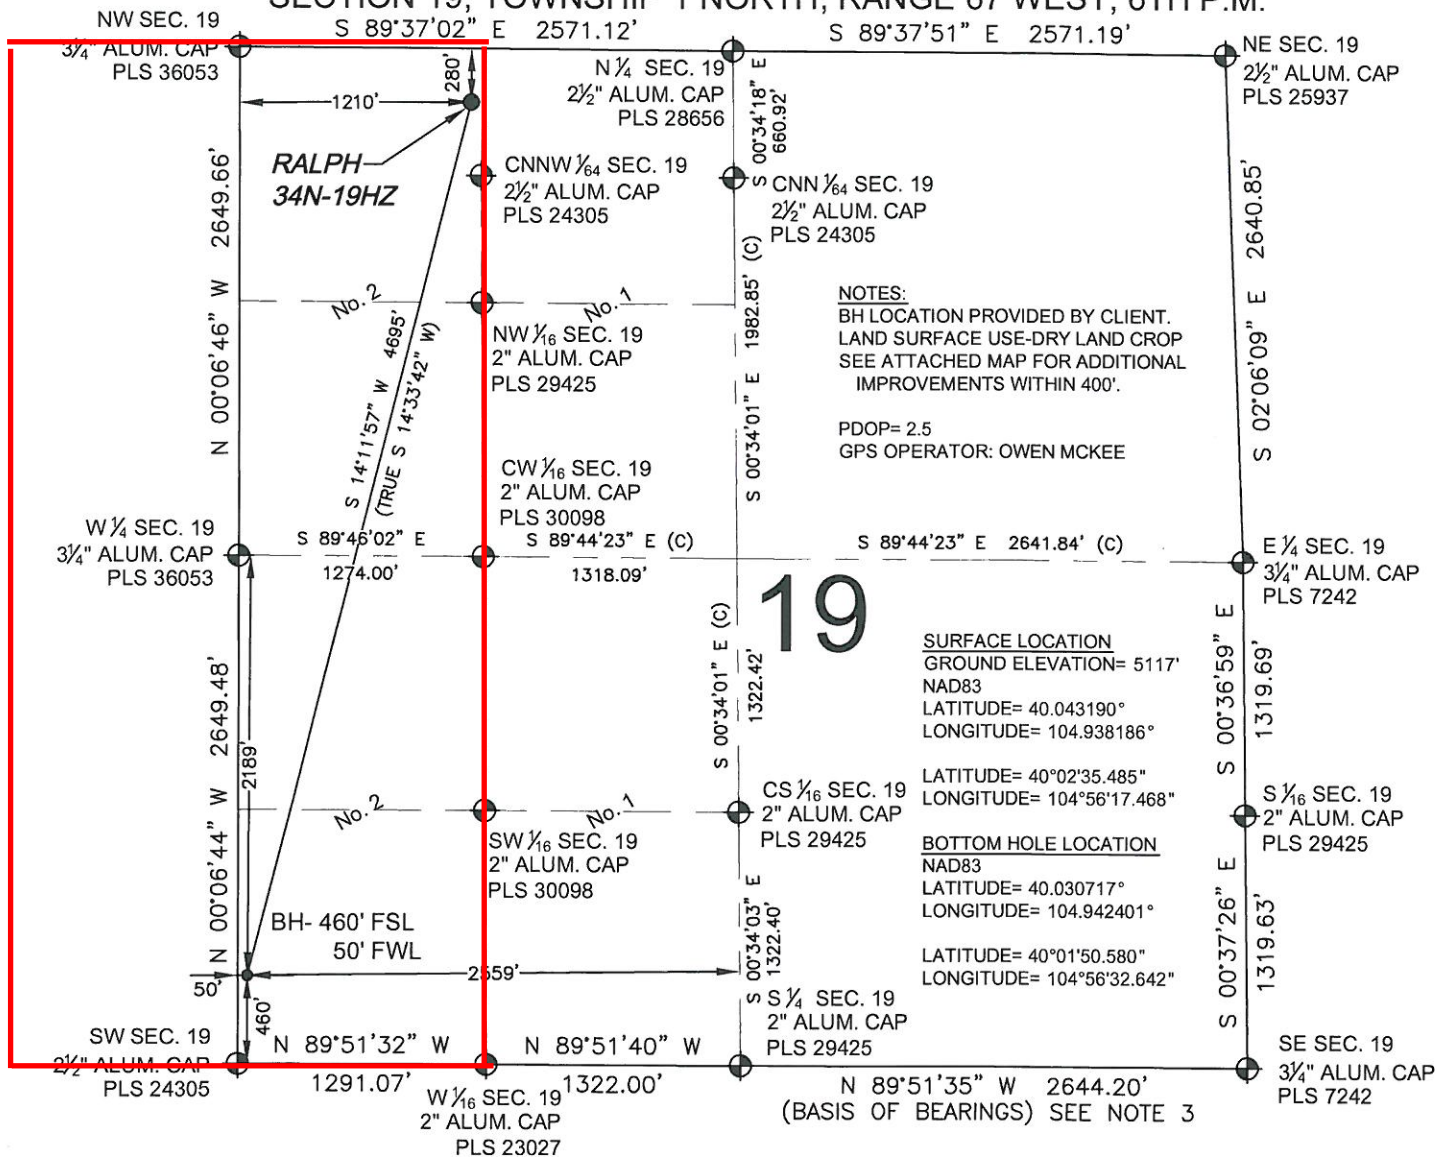 SECTION 19, TOWNSHIP 1 NORTH, RANGE 67 WEST, 6TH P.M.
NW SEC. 19
3¼" ALUM. CAP
PLS 36053
S 89°37'02" E 2571.12'
S 89°37'51" E 2571.19'
NE SEC. 19
2½" ALUM. CAP
PLS 25937
N ¼ SEC. 19
2½" ALUM. CAP
PLS 28656
280'
1210'
S 00°34'18" E
660.92'
RALPH
34N-19HZ
CNNW 1⁄64 SEC. 19
2½" ALUM. CAP
PLS 24305
CNN 1⁄64 SEC. 19
2½" ALUM. CAP
PLS 24305
N 00°06'46" W 2649.66'
S 02°06'09" E 2640.85'
S 00°34'01" E 1982.85' (C)
No. 2
No. 1
NW 1⁄16 SEC. 19
2" ALUM. CAP
PLS 29425
S 14°11'57" W 4695'
(TRUE S 14°33'42" W)
NOTES:
BH LOCATION PROVIDED BY CLIENT.
LAND SURFACE USE-DRY LAND CROP
SEE ATTACHED MAP FOR ADDITIONAL
IMPROVEMENTS WITHIN 400'.
PDOP= 2.5
GPS OPERATOR: OWEN MCKEE
CW 1⁄16 SEC. 19
2" ALUM. CAP
PLS 30098
W ¼ SEC. 19
3¼" ALUM. CAP
PLS 36053
S 89°46'02" E
1274.00'
S 89°44'23" E (C)
1318.09'
S 89°44'23" E 2641.84' (C)
E ¼ SEC. 19
3¼" ALUM. CAP
PLS 7242
19
N 00°06'44" W 2649.48'
2189'
S 00°34'01" E (C)
1322.42'
SURFACE LOCATION
GROUND ELEVATION= 5117'
NAD83
LATITUDE= 40.043190°
LONGITUDE= 104.938186°
LATITUDE= 40°02'35.485"
LONGITUDE= 104°56'17.468"
S 00°36'59" E
1319.69'
No. 2
No. 1
SW 1⁄16 SEC. 19
2" ALUM. CAP
PLS 30098
CS 1⁄16 SEC. 19
2" ALUM. CAP
PLS 29425
S 1⁄16 SEC. 19
2" ALUM. CAP
PLS 29425
BOTTOM HOLE LOCATION
NAD83
LATITUDE= 40.030717°
LONGITUDE= 104.942401°
LATITUDE= 40°01'50.580"
LONGITUDE= 104°56'32.642"
BH- 460' FSL
50' FWL
S 00°34'03" E
1322.40'
S 00°37'26" E
1319.63'
50'
2559'
460'
S ¼ SEC. 19
2" ALUM. CAP
PLS 29425
SW SEC. 19
2½" ALUM. CAP
PLS 24305
N 89°51'32" W
1291.07'
N 89°51'40" W
1322.00'
W 1⁄16 SEC. 19
2" ALUM. CAP
PLS 23027
N 89°51'35" W 2644.20'
(BASIS OF BEARINGS) SEE NOTE 3
SE SEC. 19
3¼" ALUM. CAP
PLS 7242